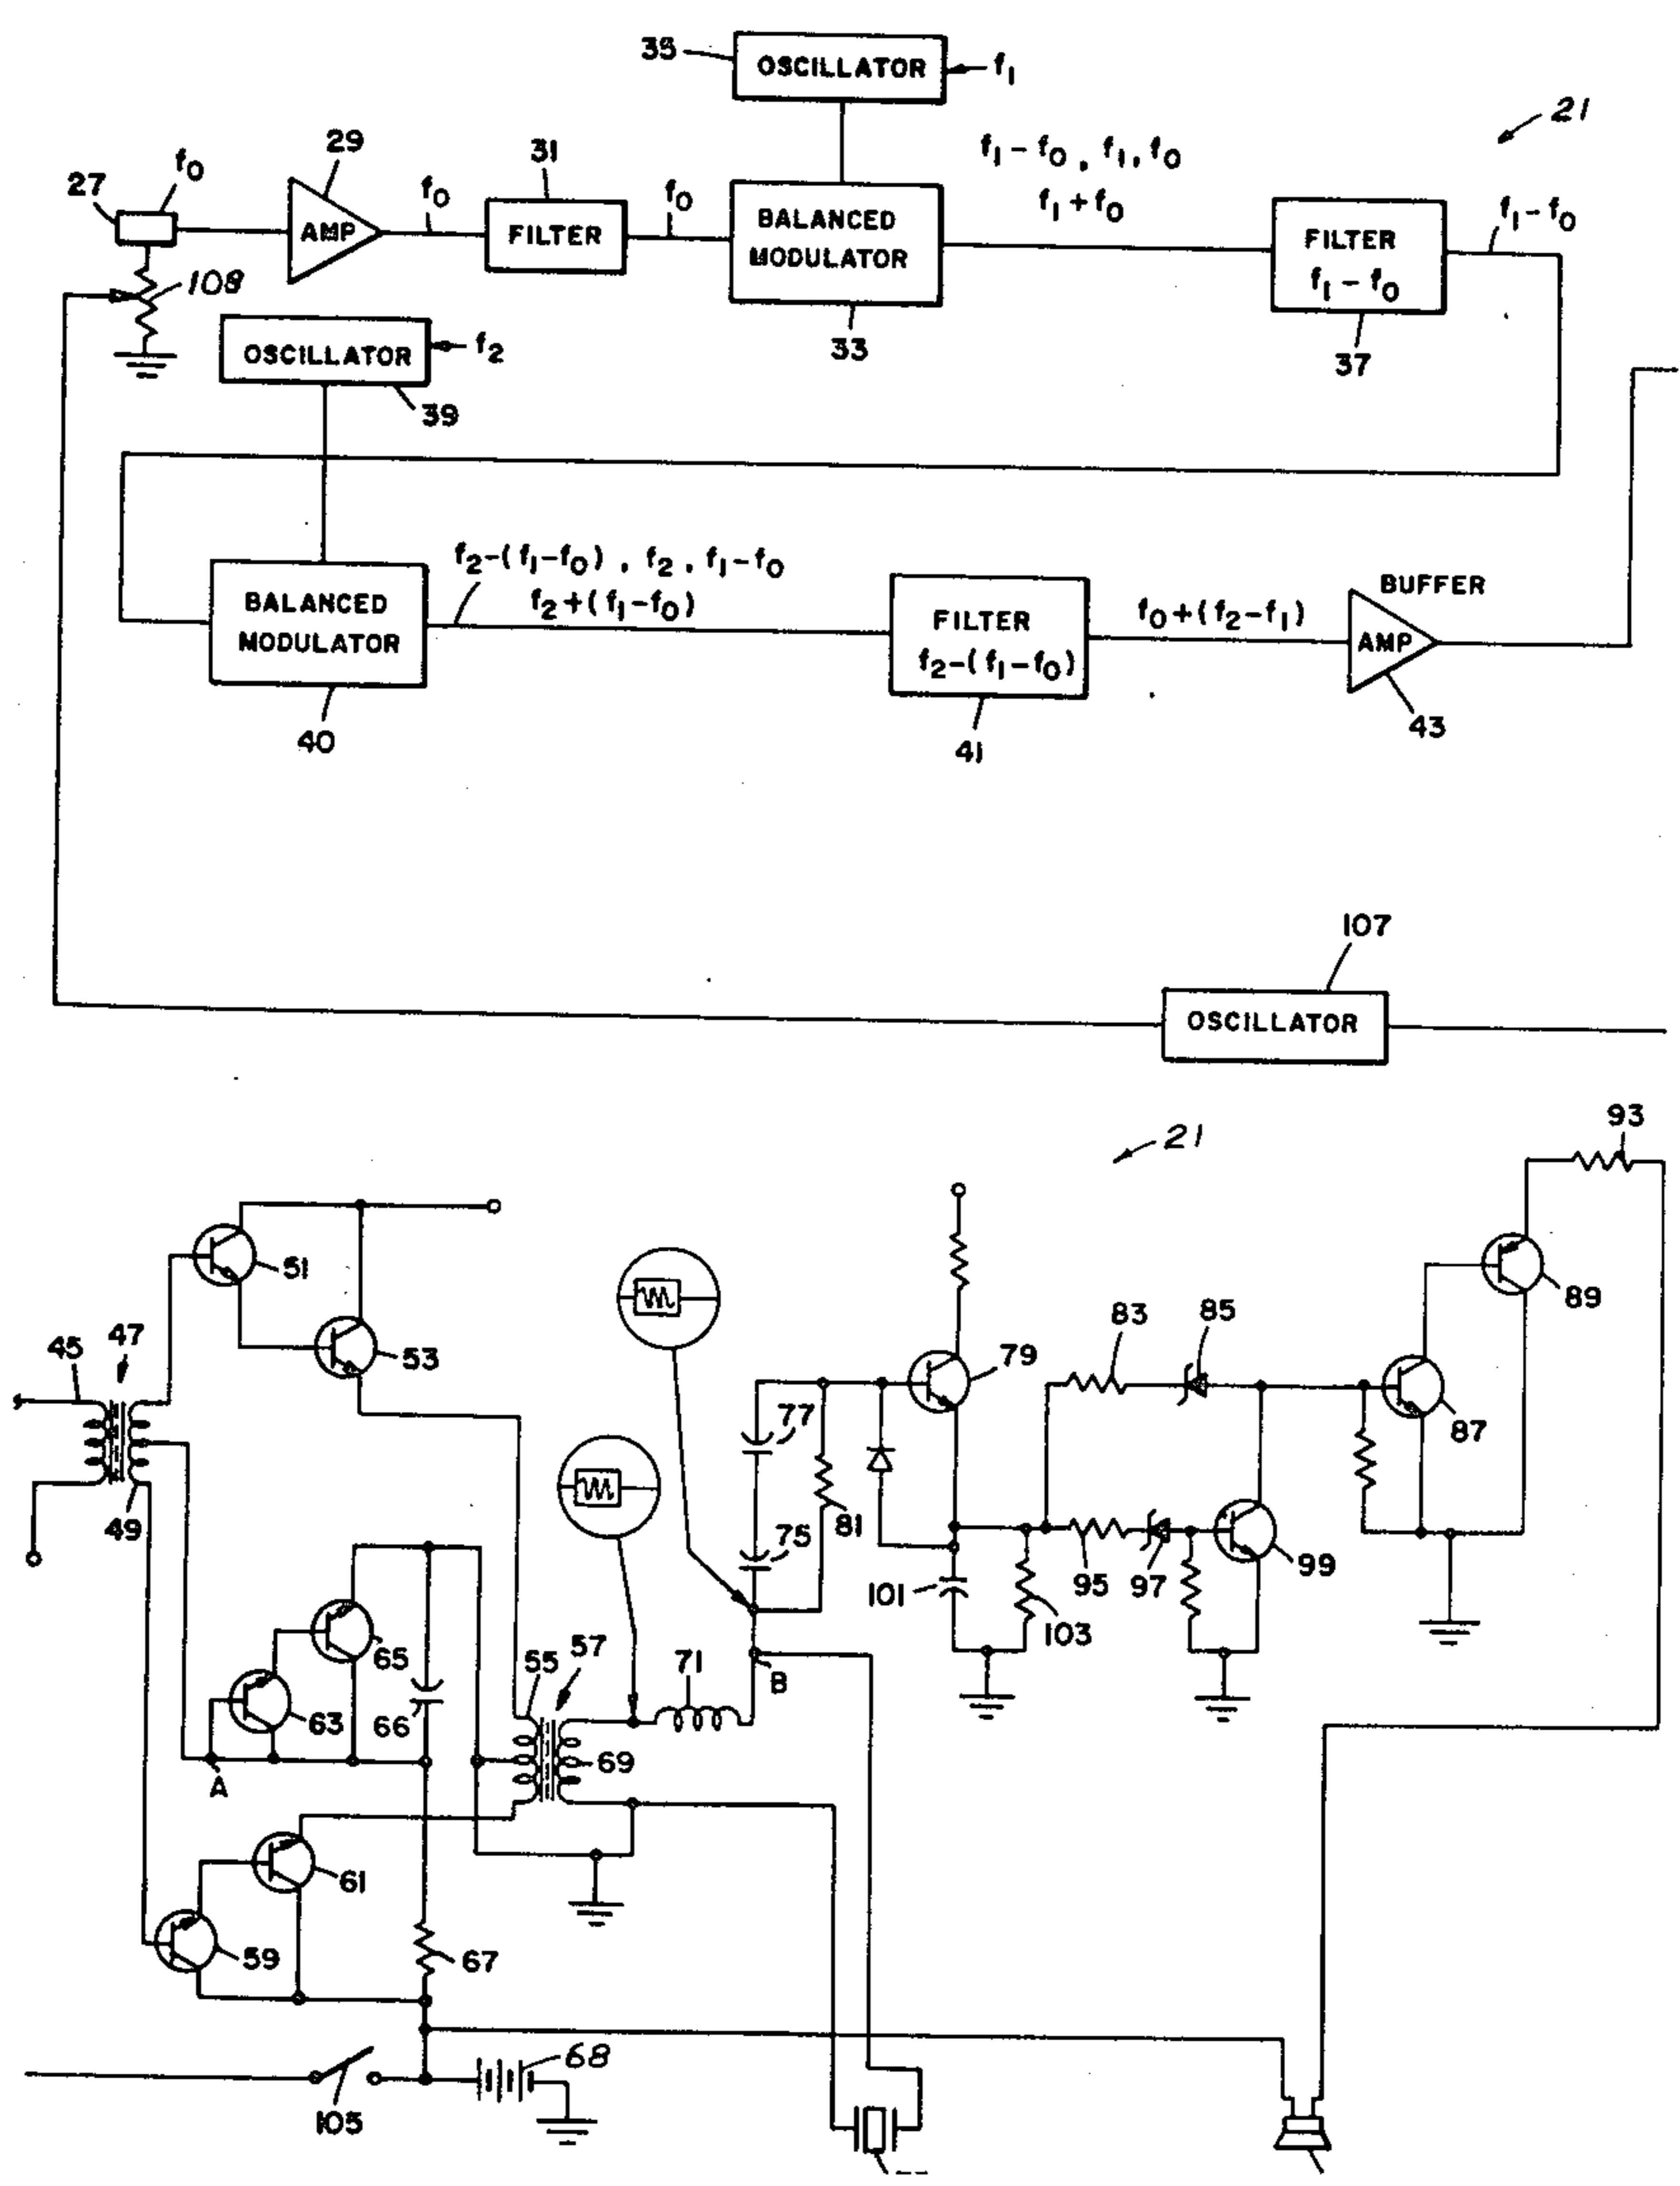 35
OSCILLATOR
f₁
21
29
31
f₁-f₀, f₁, f₀
f₁+f₀
27
f₀
AMP
f₀
FILTER
f₀
BALANCED
MODULATOR
33
FILTER
f₁-f₀
37
f₁-f₀
108
OSCILLATOR
f₂
39
f₂-(f₁-f₀), f₂, f₁-f₀
f₂+(f₁-f₀)
BALANCED
MODULATOR
40
FILTER
f₂-(f₁-f₀)
41
f₀+(f₂-f₁)
BUFFER
AMP
43
107
OSCILLATOR
21
93
51
53
45
47
49
79
83
85
89
87
77
75
81
101
103
95
97
99
65
63
66
A
55
57
69
71
B
61
59
67
68
105